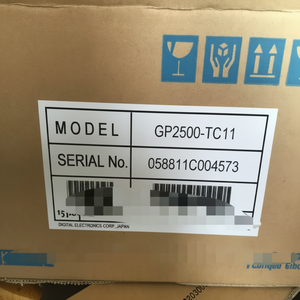 MODEL GP2500-TC11
SERIAL No. 058811C004573
DIGITAL ELECTRONICS CORP.,JAPAN